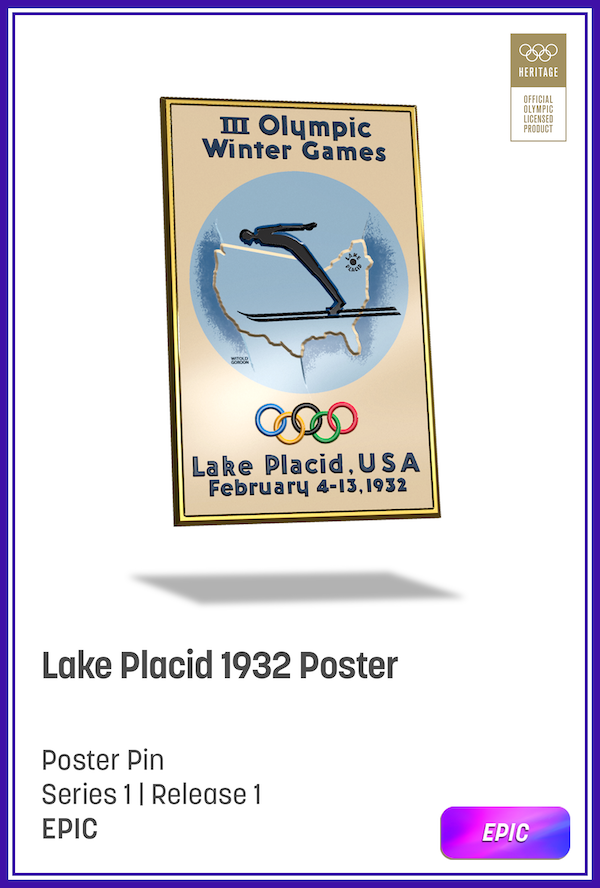 HERITAGE
OFFICIAL
OLYMPIC
LICENSED
PRODUCT
III Olympic
Winter Games
LAKE
PLACID
WITOLD
GORDON
Lake Placid, USA
February 4-13, 1932
Lake Placid 1932 Poster
Poster Pin
Series 1 | Release 1
EPIC
EPIC